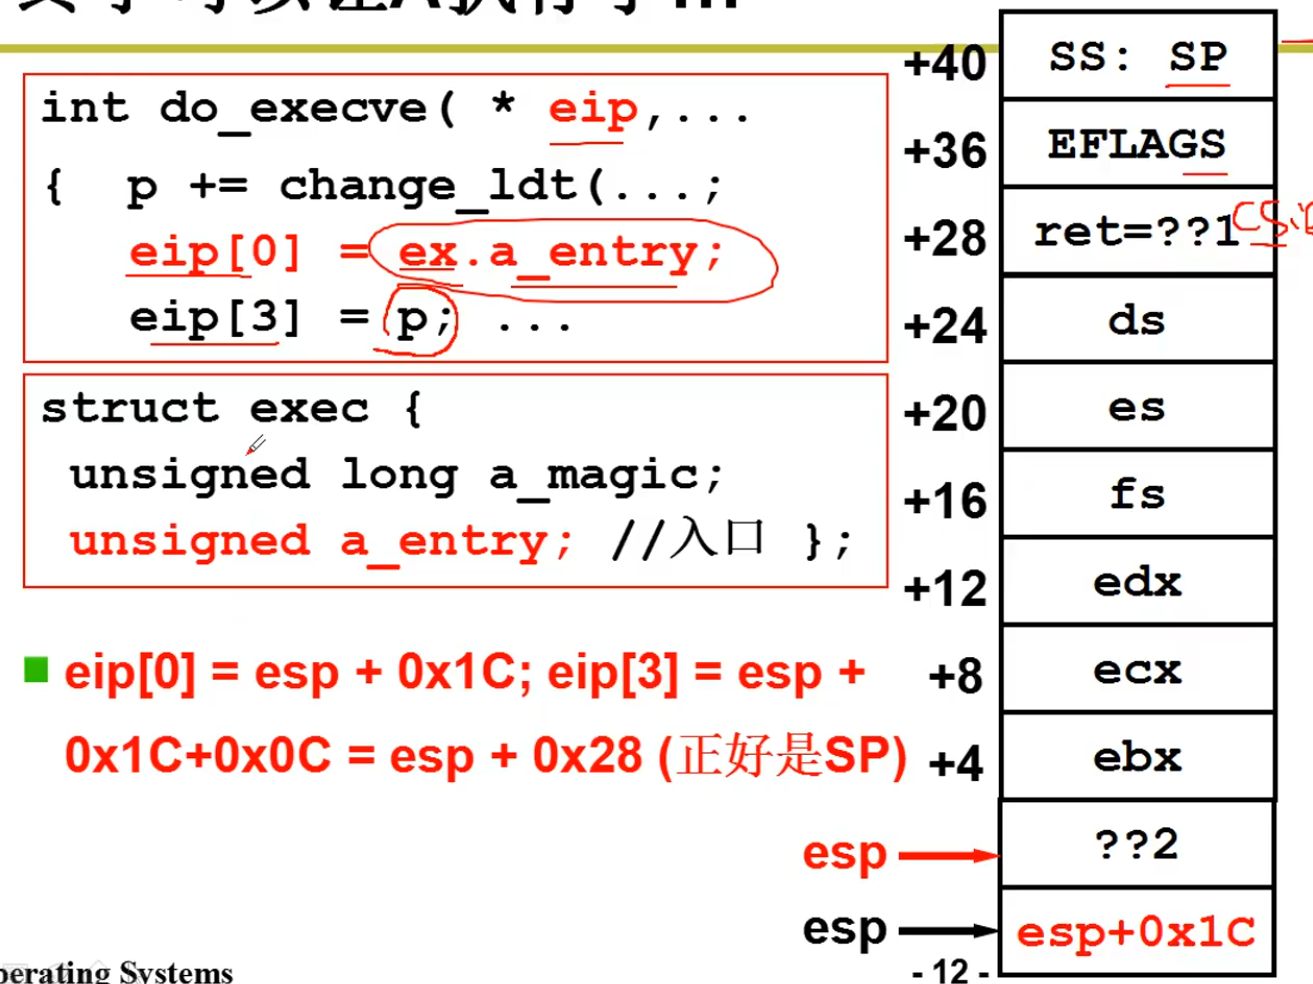 int do_execve( * eip,...
{ p += change_ldt(...;
eip[0] = ex.a_entry;
eip[3] = p; ...
struct exec {
unsigned long a_magic;
unsigned a_entry; //入口 };
eip[0] = esp + 0x1C; eip[3] = esp +
0x1C+0x0C = esp + 0x28 (正好是SP)
+40 SS: SP
+36 EFLAGS
+28 ret=??1
+24 ds
+20 es
+16 fs
+12 edx
+8 ecx
+4 ebx
esp ??2
esp esp+0x1C
perating Systems
- 12 -